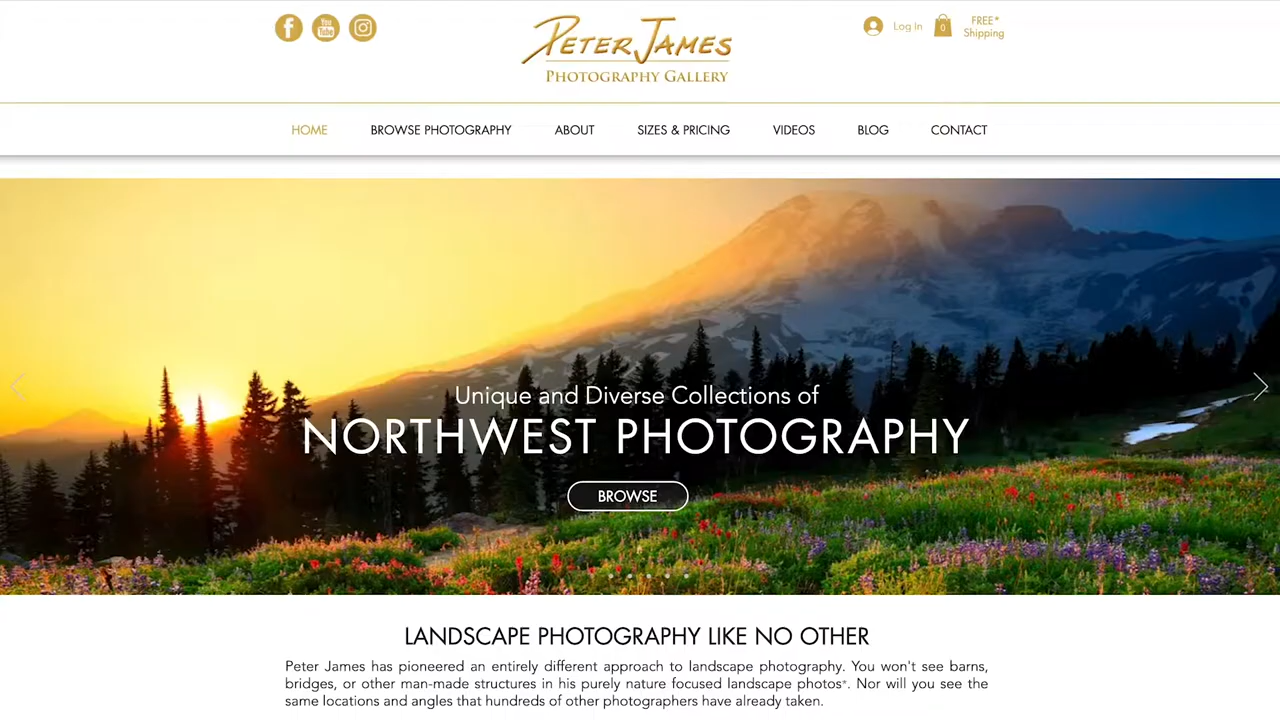 You Tube
PETER JAMES
PHOTOGRAPHY GALLERY
Log In
0
FREE*
Shipping
HOME
BROWSE PHOTOGRAPHY
ABOUT
SIZES & PRICING
VIDEOS
BLOG
CONTACT
Unique and Diverse Collections of
NORTHWEST PHOTOGRAPHY
BROWSE
LANDSCAPE PHOTOGRAPHY LIKE NO OTHER
Peter James has pioneered an entirely different approach to landscape photography. You won't see barns,
bridges, or other man-made structures in his purely nature focused landscape photos*. Nor will you see the
same locations and angles that hundreds of other photographers have already taken.